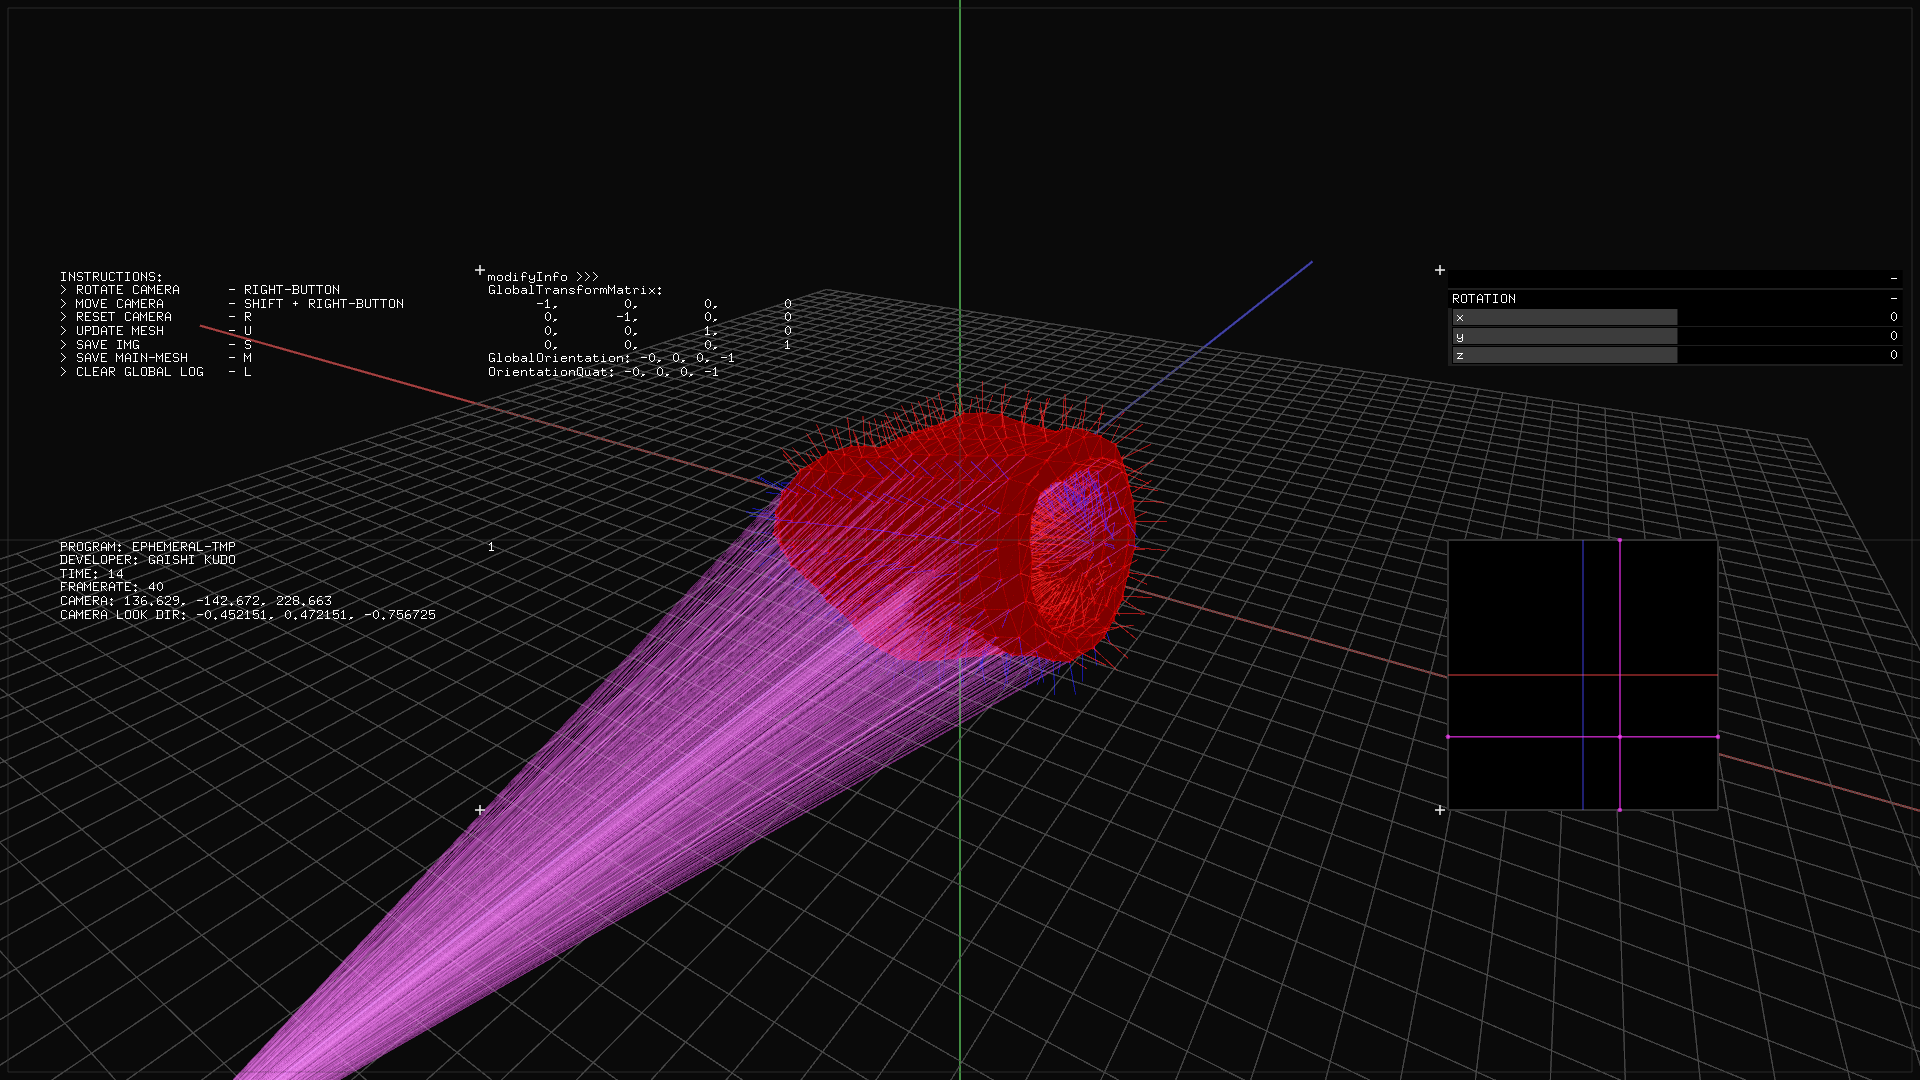 INSTRUCTIONS:
> ROTATE CAMERA - RIGHT-BUTTON
> MOVE CAMERA - SHIFT + RIGHT-BUTTON
> RESET CAMERA - R
> UPDATE MESH - U
> SAVE IMG - S
> SAVE MAIN-MESH - M
> CLEAR GLOBAL LOG - L
modifyInfo >>>
GlobalTransformMatrix:
-1, 0, 0, 0
0, -1, 0, 0
0, 0, 1, 0
0, 0, 0, 1
GlobalOrientation: -0, 0, 0, -1
OrientationQuat: -0, 0, 0, -1
-
ROTATION -
x 0
y 0
z 0
PROGRAM: EPHEMERAL-TMP
DEVELOPER: GAISHI KUDO
TIME: 14
FRAMERATE: 40
CAMERA: 136.629, -142.672, 228.663
CAMERA LOOK DIR: -0.452151, 0.472151, -0.756725
1